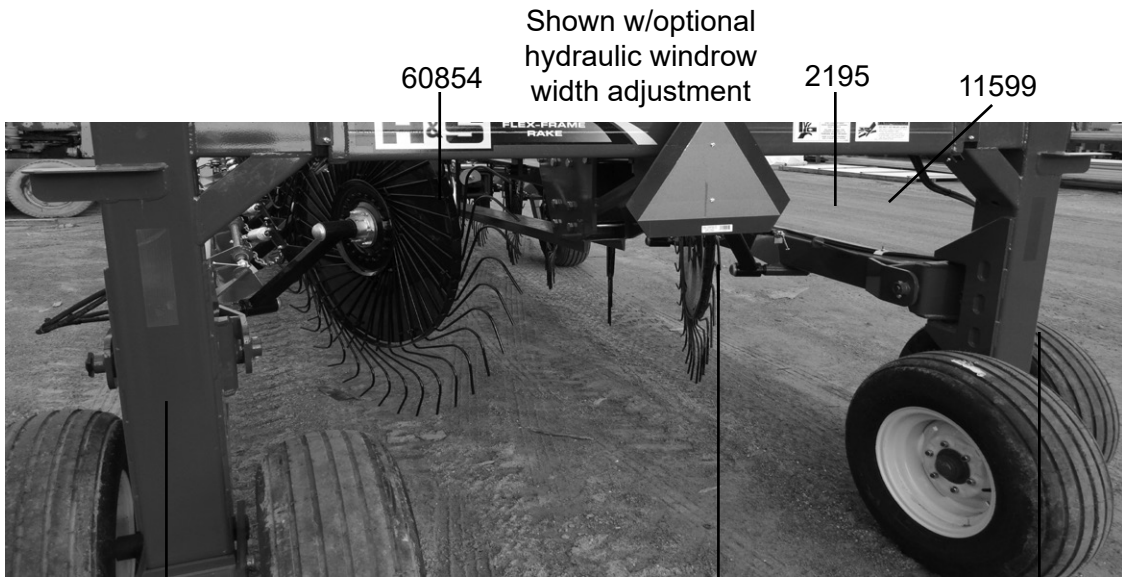 Shown w/optional
hydraulic windrow
width adjustment
60854
2195
11599
H&S
FLEX-FRAME
RAKE